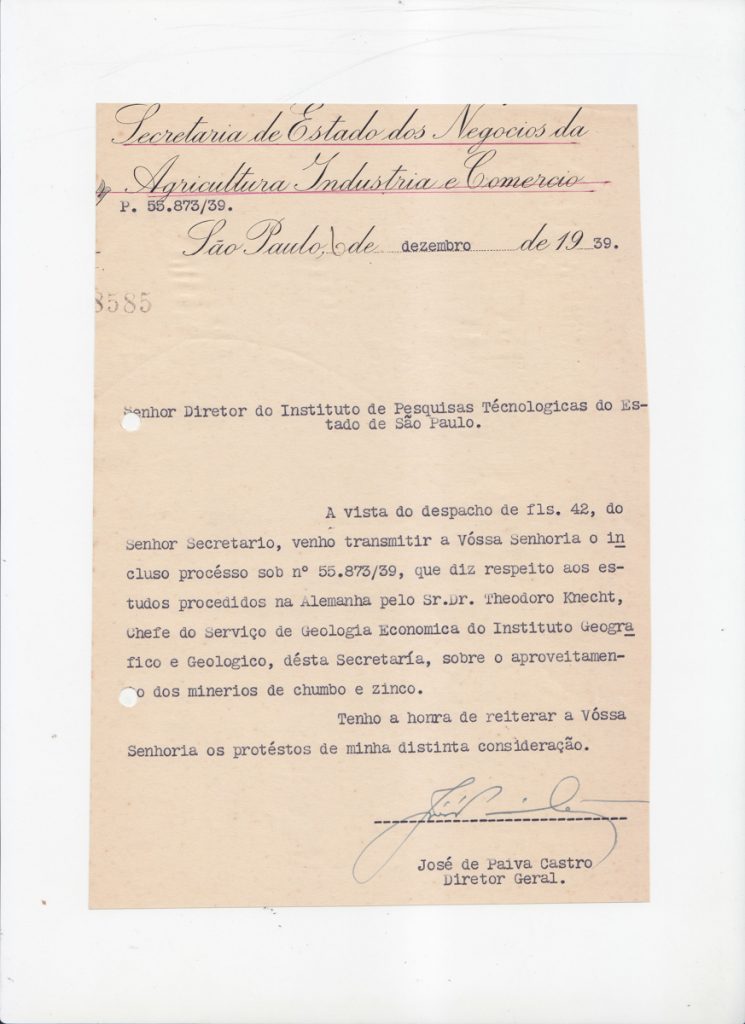 Secretaria de Estado dos Negocios da
Agricultura Industria e Comercio
P. 55.873/39.
São Paulo, 6 de dezembro de 19 39.
8585
Senhor Diretor do Instituto de Pesquisas Técnologicas do Es-
tado de São Paulo.
A vista do despacho de fls. 42, do
Senhor Secretario, venho transmitir a Vóssa Senhoria o in
cluso procésso sob nº 55.873/39, que diz respeito aos es-
tudos procedidos na Alemanha pelo Sr.Dr. Theodoro Knecht,
Chefe do Serviço de Geologia Economica do Instituto Geogra
fico e Geologico, désta Secretaría, sobre o aproveitamen-
to dos minerios de chumbo e zinco.
Tenho a honra de reiterar a Vóssa
Senhoria os protéstos de minha distinta consideração.
José de Paiva Castro
Diretor Geral.